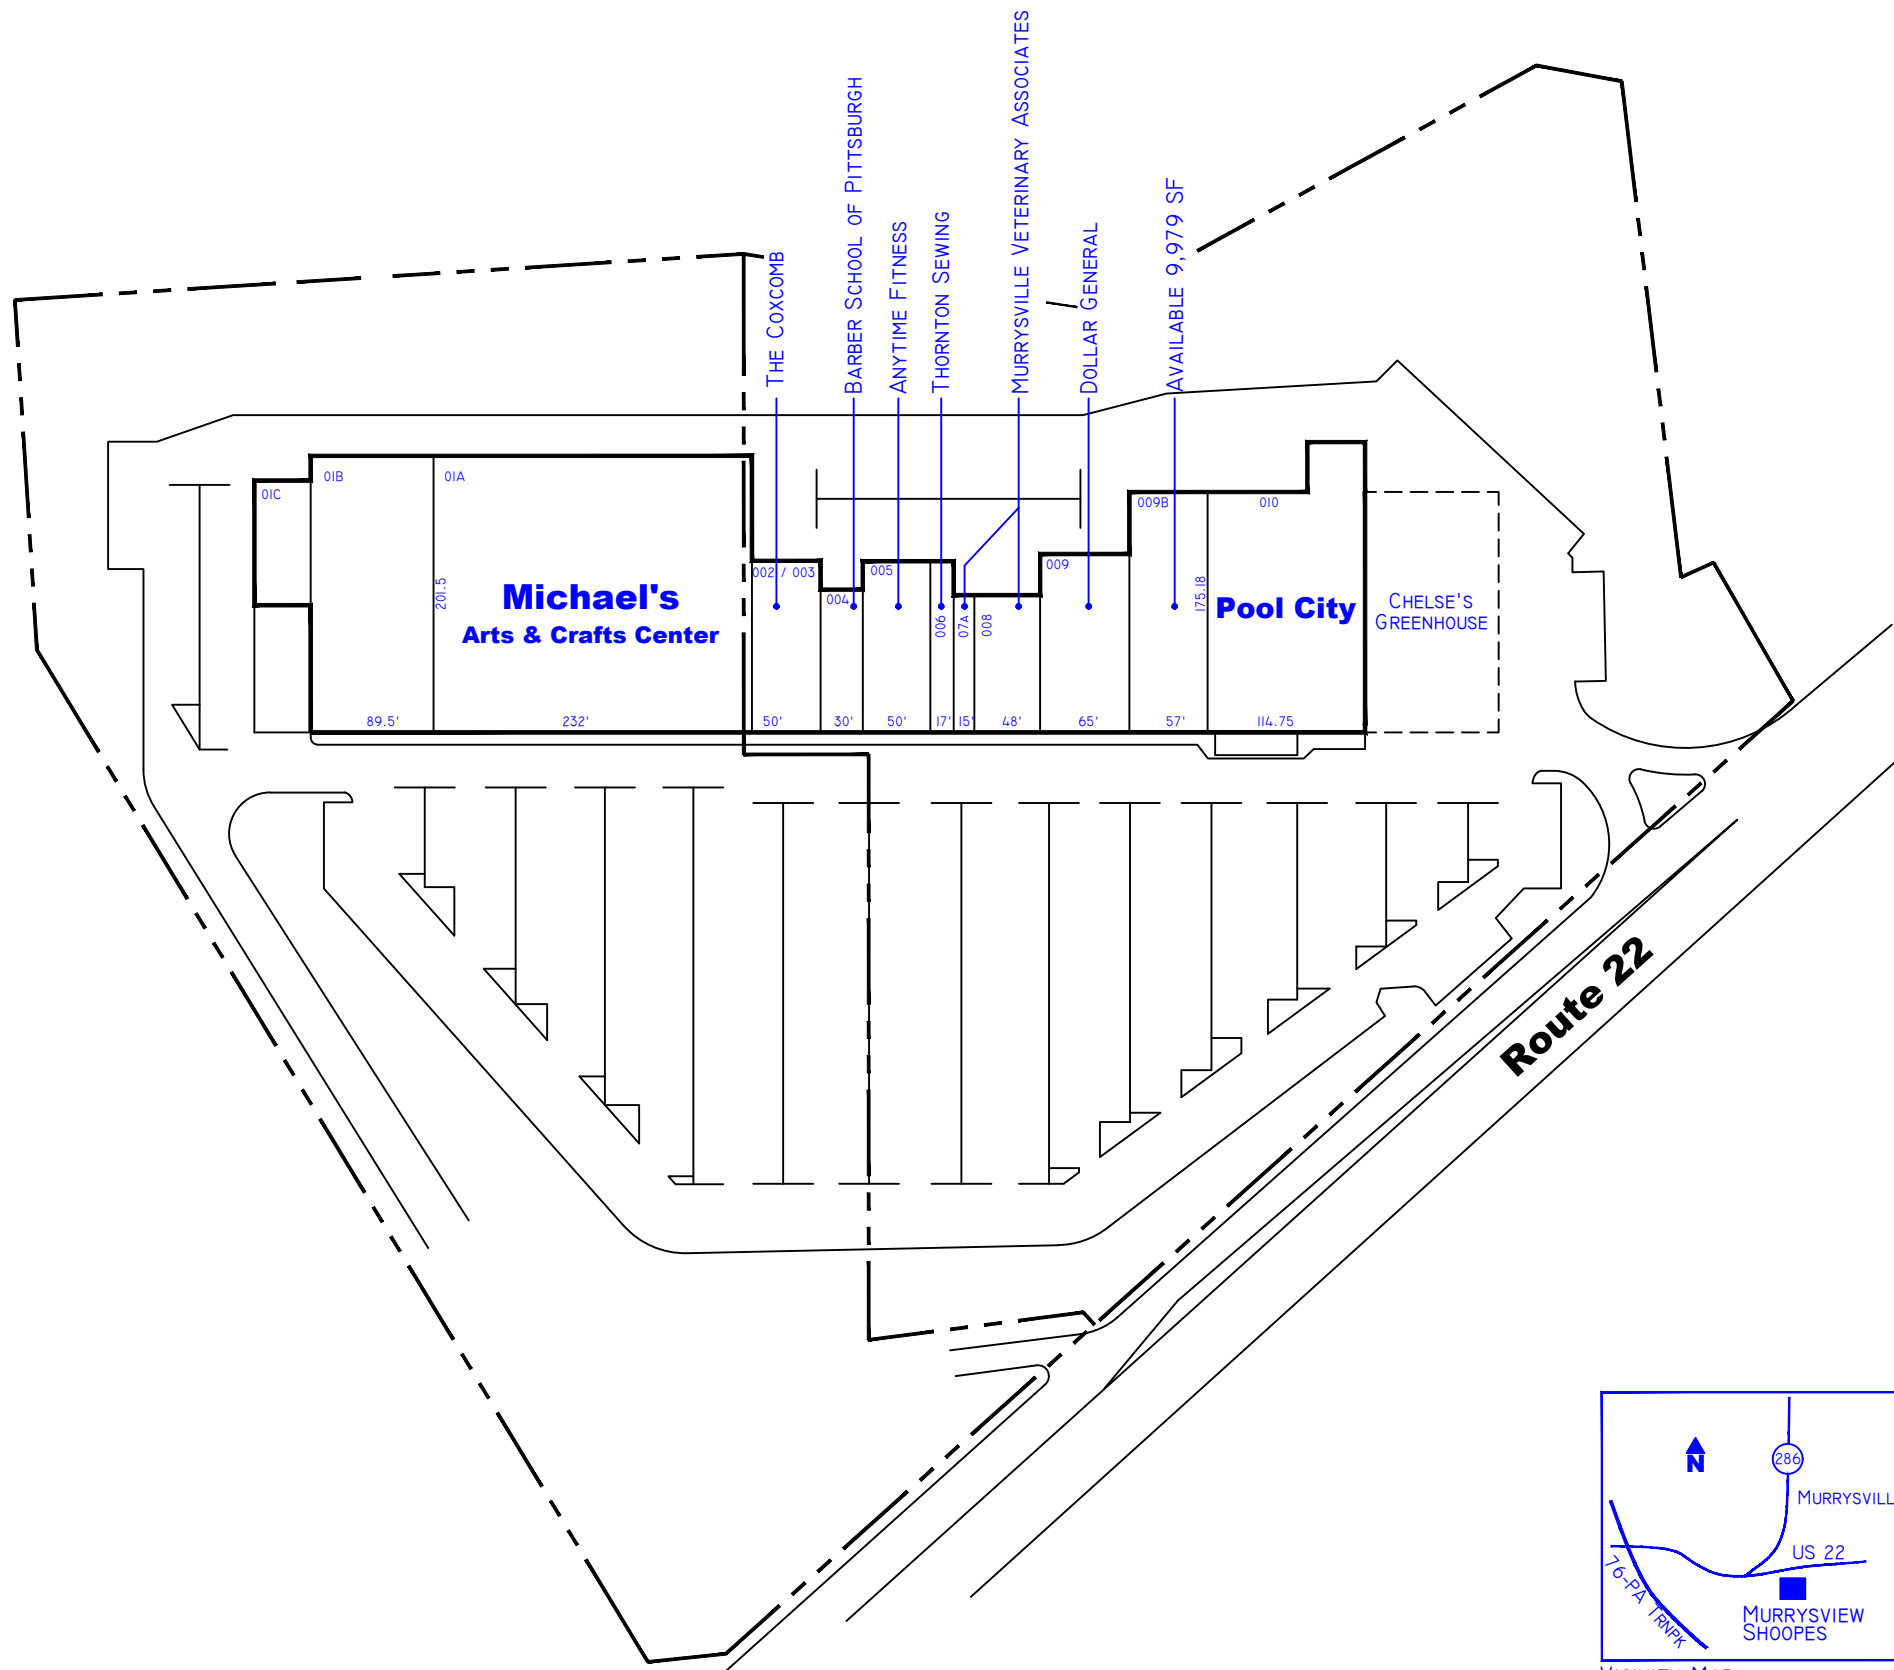 THE COXCOMB
BARBER SCHOOL OF PITTSBURGH
ANYTIME FITNESS
THORNTON SEWING
MURRYSVILLE VETERINARY ASSOCIATES
DOLLAR GENERAL
AVAILABLE 9,979 SF
01C
01B
01A
002 / 003
004
005
006
07A
008
009
009B
010
201.5
175.18
Michael's
Arts & Crafts Center
Pool City
CHELSE'S
GREENHOUSE
89.5'
232'
50'
30'
50'
17'
15'
48'
65'
57'
114.75
Route 22
N
286
MURRYSVILL
US 22
76-PA TRNPK
MURRYSVIEW
SHOOPES